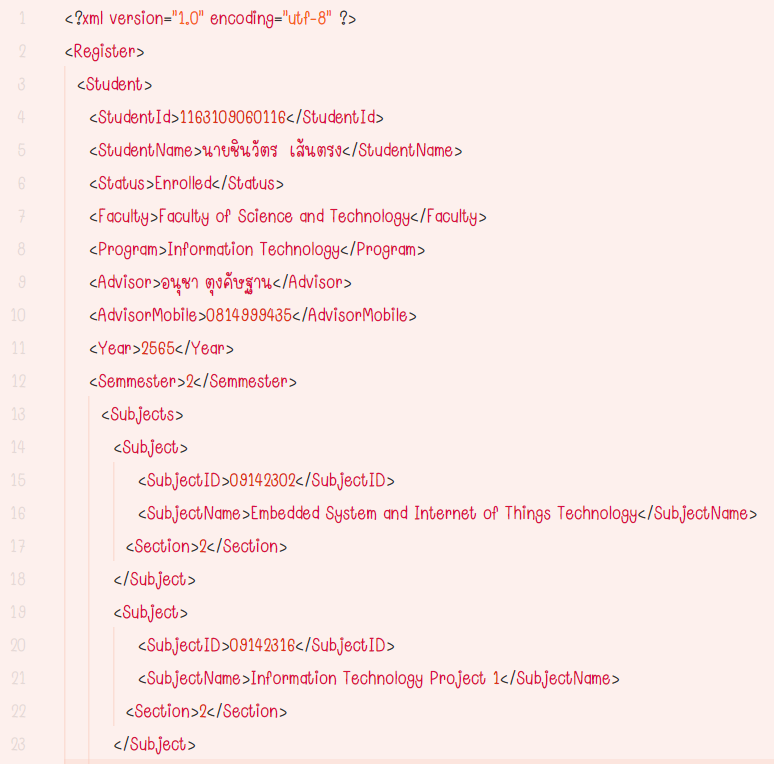 1 <?xml version="1.0" encoding="utf-8" ?>
2 <Register>
3 <Student>
4 <StudentId>1163109060116</StudentId>
5 <StudentName>นายชินวัตร เส้นตรง</StudentName>
6 <Status>Enrolled</Status>
7 <Faculty>Faculty of Science and Technology</Faculty>
8 <Program>Information Technology</Program>
9 <Advisor>อนุชา ตุงคัษฐาน</Advisor>
10 <AdvisorMobile>0814999435</AdvisorMobile>
11 <Year>2565</Year>
12 <Semmester>2</Semmester>
13 <Subjects>
14 <Subject>
15 <SubjectID>09142302</SubjectID>
16 <SubjectName>Embedded System and Internet of Things Technology</SubjectName>
17 <Section>2</Section>
18 </Subject>
19 <Subject>
20 <SubjectID>09142316</SubjectID>
21 <SubjectName>Information Technology Project 1</SubjectName>
22 <Section>2</Section>
23 </Subject>